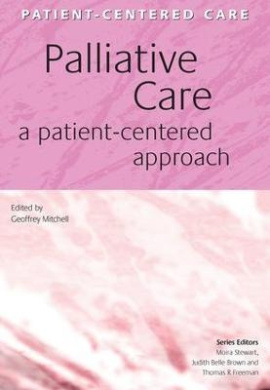 PATIENT-CENTERED CARE
Palliative
Care
a patient-centered
approach
Edited by
Geoffrey Mitchell
Series Editors
Moira Stewart,
Judith Belle Brown and
Thomas R Freeman